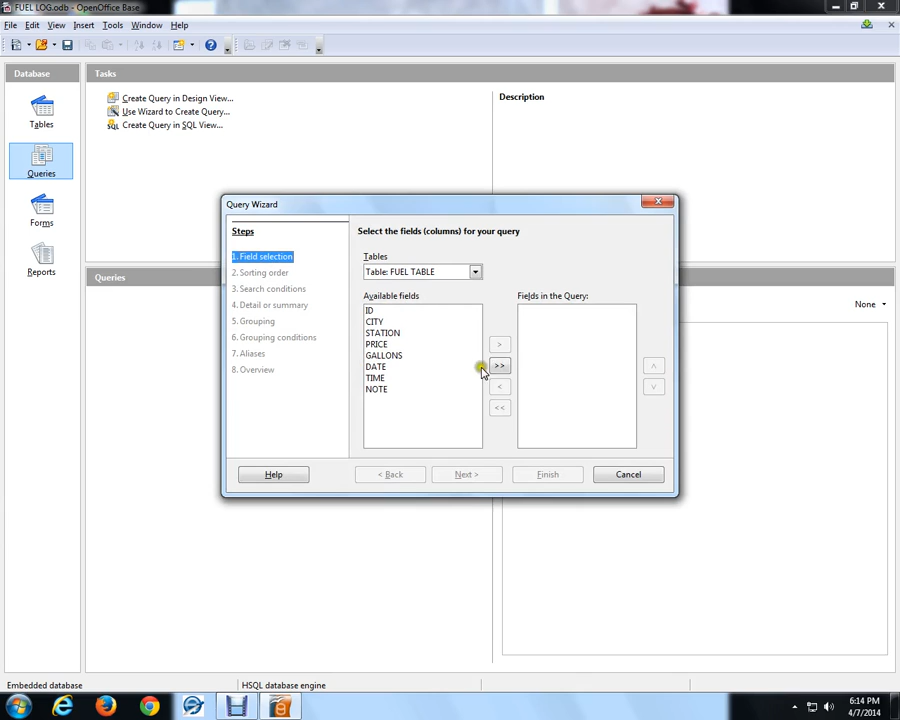 FUEL LOG.odb - OpenOffice Base
File Edit View Insert Tools Window Help
Database
Tables
Queries
Forms
Reports
Tasks
Create Query in Design View...
Use Wizard to Create Query...
SQL Create Query in SQL View...
Description
Queries
None
Query Wizard
Steps
1. Field selection
2. Sorting order
3. Search conditions
4. Detail or summary
5. Grouping
6. Grouping conditions
7. Aliases
8. Overview
Select the fields (columns) for your query
Tables
Table: FUEL TABLE
Available fields
ID
CITY
STATION
PRICE
GALLONS
DATE
TIME
NOTE
>
>>
<
<<
Fields in the Query:
Help < Back Next > Finish Cancel
Embedded database HSQL database engine
6:14 PM
4/7/2014